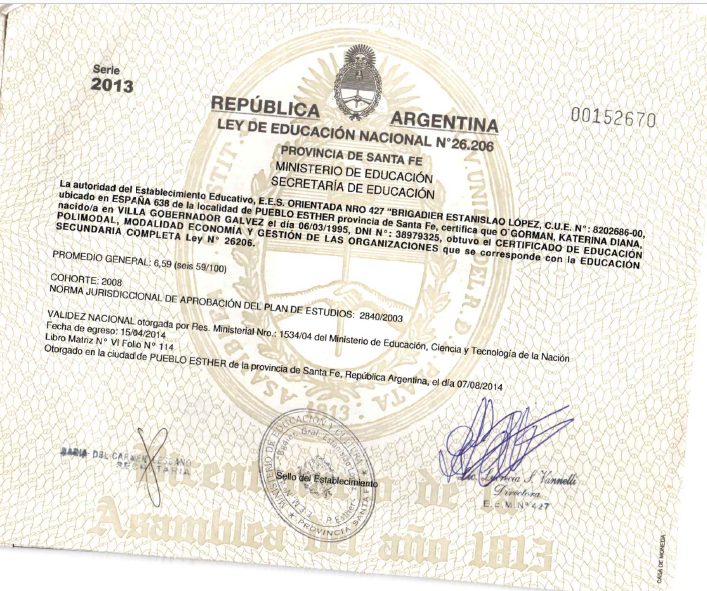 Serie
2013
00152670
REPÚBLICA ARGENTINA
LEY DE EDUCACIÓN NACIONAL N°26.206
PROVINCIA DE SANTA FE
MINISTERIO DE EDUCACIÓN
SECRETARÍA DE EDUCACIÓN
La autoridad del Establecimiento Educativo, E.E.S. ORIENTADA NRO 427 "BRIGADIER ESTANISLAO LÓPEZ, C.U.E. N°: 8202686-00,
ubicado en ESPAÑA 638 de la localidad de PUEBLO ESTHER provincia de Santa Fe, certifica que O´GORMAN, KATERINA DIANA,
nacido/a en VILLA GOBERNADOR GALVEZ el día 06/03/1995, DNI N°: 38979325, obtuvo el CERTIFICADO DE EDUCACIÓN
POLIMODAL, MODALIDAD ECONOMÍA Y GESTIÓN DE LAS ORGANIZACIONES que se corresponde con la EDUCACIÓN
SECUNDARIA COMPLETA Ley N° 26206.
PROMEDIO GENERAL: 6,59 (seis 59/100)
COHORTE: 2008
NORMA JURISDICCIONAL DE APROBACIÓN DEL PLAN DE ESTUDIOS: 2840/2003
VALIDEZ NACIONAL otorgada por Res. Ministerial Nro.: 1534/04 del Ministerio de Educación, Ciencia y Tecnología de la Nación
Fecha de egreso: 15/04/2014
Libro Matriz N° VI Folio N° 114
Otorgado en la ciudad de PUEBLO ESTHER de la provincia de Santa Fe, República Argentina, el día 07/08/2014
MARIA DEL CARMEN
SECRETARIA
MINISTERIO DE EDUCACIÓN
PROVINCIA SANTA FE
Sello del Establecimiento
Vannelli
Directora
E.E.M.N°427
Asamblea del año 1813
CASA DE MONEDA